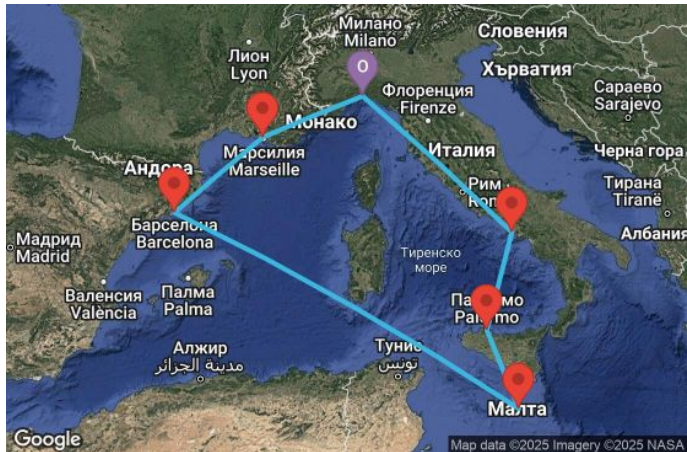 Милано
Milano
Словения
Лион
Lyon
O
Хърватия
Флоренция
Firenze
Сараево
Sarajevo
Монако
Марсилия
Marseille
Италия
Черна гора
Андора
Рим
Тирана
Tiranë
Барселона
Barcelona
Мадрид
Madrid
Албания
Тиренско
море
Палма
Palma
Валенсия
València
Алжир
مدينة الجزائر
Тунис
تونس
Малта
Google
Map data ©2025 Imagery ©2025 NASA